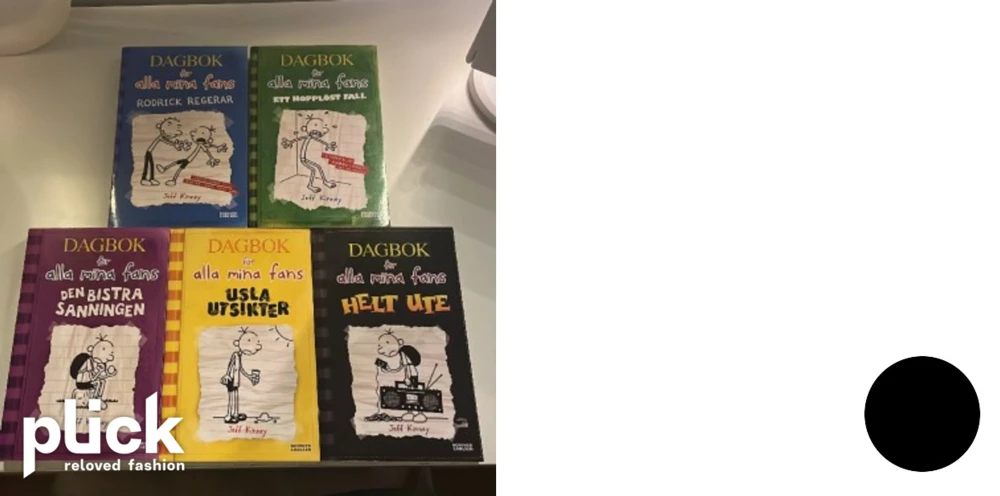 DAGBOK
för
alla mina fans
RODRICK REGERAR
Jeff Kinney
DAGBOK
för
alla mina fans
ETT HOPPLÖST FALL
Jeff Kinney
DAGBOK
för
alla mina fans
DEN BISTRA
SANNINGEN
DAGBOK
för
alla mina fans
USLA
UTSIKTER
Jeff Kinney
DAGBOK
för
alla mina fans
HELT UTE
Jeff Kinney
plick
reloved fashion